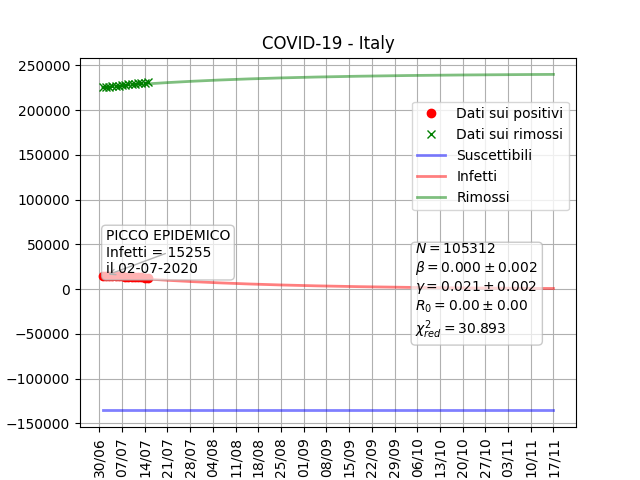 COVID-19 - Italy
250000
200000
150000
100000
50000
0
−50000
−100000
−150000
Dati sui positivi
Dati sui rimossi
Suscettibili
Infetti
Rimossi
PICCO EPIDEMICO
Infetti = 15255
il 02-07-2020
N = 105312
β = 0.000 ± 0.002
γ = 0.021 ± 0.002
R₀ = 0.00 ± 0.00
χ²red = 30.893
30/06
07/07
14/07
21/07
28/07
04/08
11/08
18/08
25/08
01/09
08/09
15/09
22/09
29/09
06/10
13/10
20/10
27/10
03/11
10/11
17/11